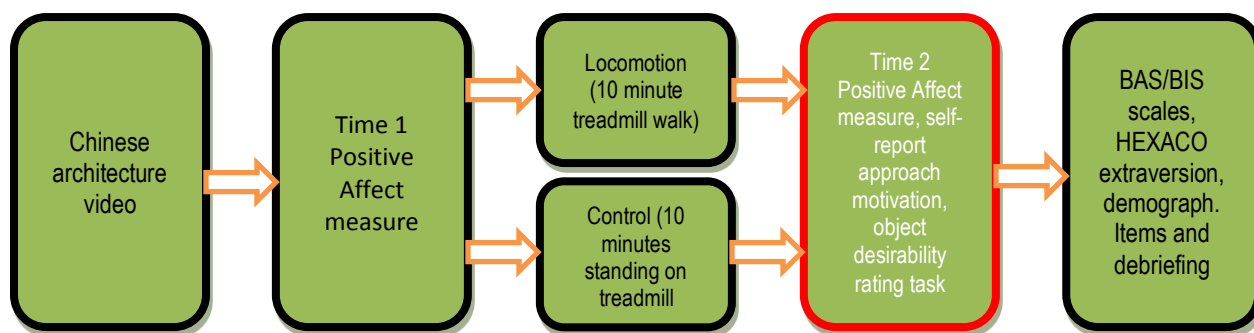 Chinese
architecture
video
Time 1
Positive
Affect
measure
Locomotion
(10 minute
treadmill walk)
Control (10
minutes
standing on
treadmill
Time 2
Positive Affect
measure, self-
report
approach
motivation,
object
desirability
rating task
BAS/BIS
scales,
HEXACO
extraversion,
demograph.
Items and
debriefing